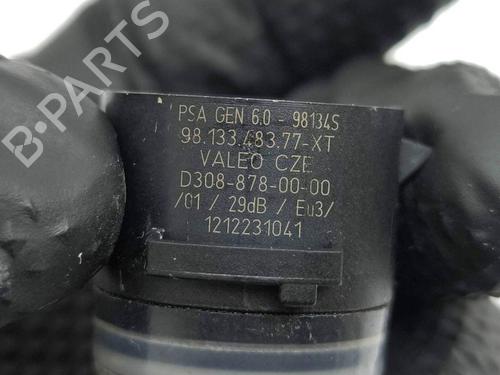 PSA GEN 6.0 - 98134S
98.133.483.77-XT
VALEO CZE
D308-878-00-00
/01 / 29dB / Eu3/
1212231041